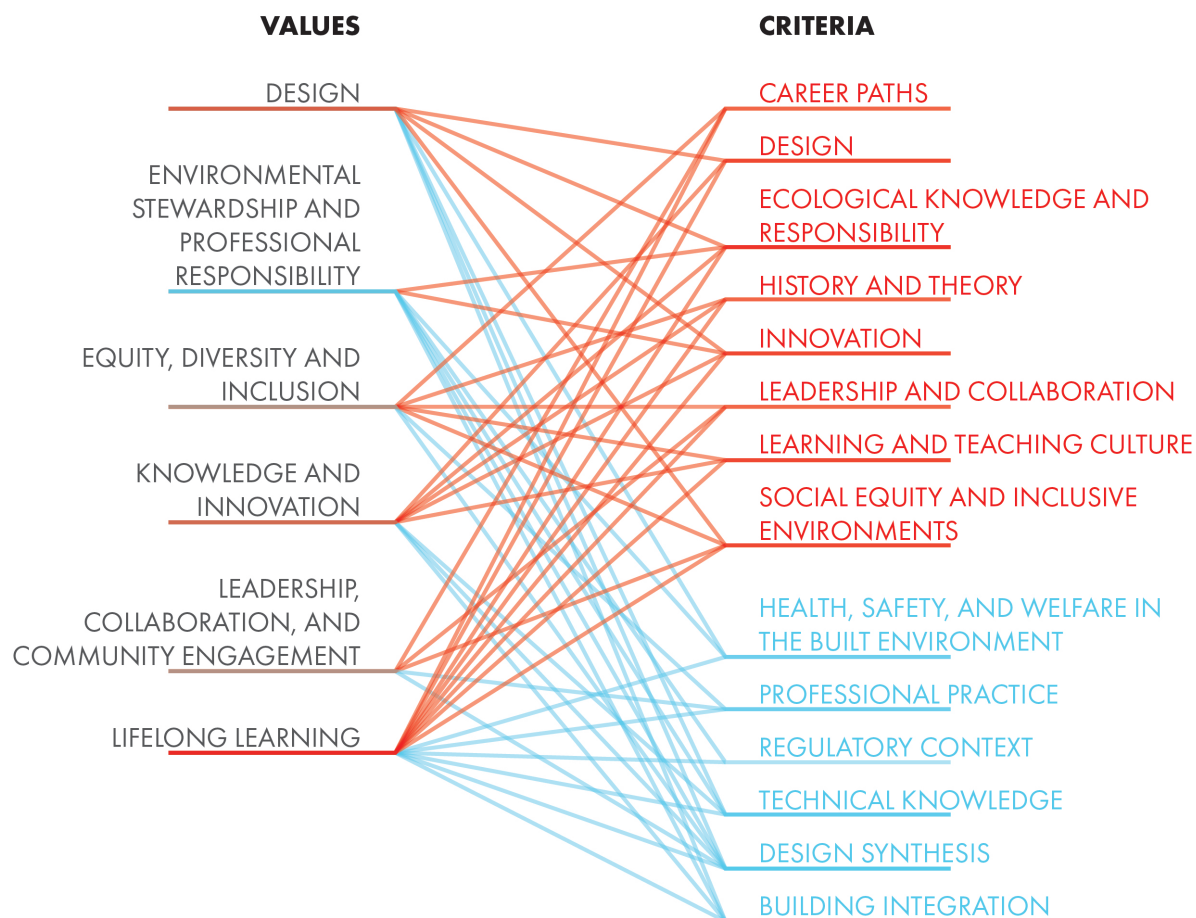 VALUES
DESIGN
ENVIRONMENTAL
STEWARDSHIP AND
PROFESSIONAL
RESPONSIBILITY
EQUITY, DIVERSITY AND
INCLUSION
KNOWLEDGE AND
INNOVATION
LEADERSHIP,
COLLABORATION, AND
COMMUNITY ENGAGEMENT
LIFELONG LEARNING
CRITERIA
CAREER PATHS
DESIGN
ECOLOGICAL KNOWLEDGE AND
RESPONSIBILITY
HISTORY AND THEORY
INNOVATION
LEADERSHIP AND COLLABORATION
LEARNING AND TEACHING CULTURE
SOCIAL EQUITY AND INCLUSIVE
ENVIRONMENTS
HEALTH, SAFETY, AND WELFARE IN
THE BUILT ENVIRONMENT
PROFESSIONAL PRACTICE
REGULATORY CONTEXT
TECHNICAL KNOWLEDGE
DESIGN SYNTHESIS
BUILDING INTEGRATION